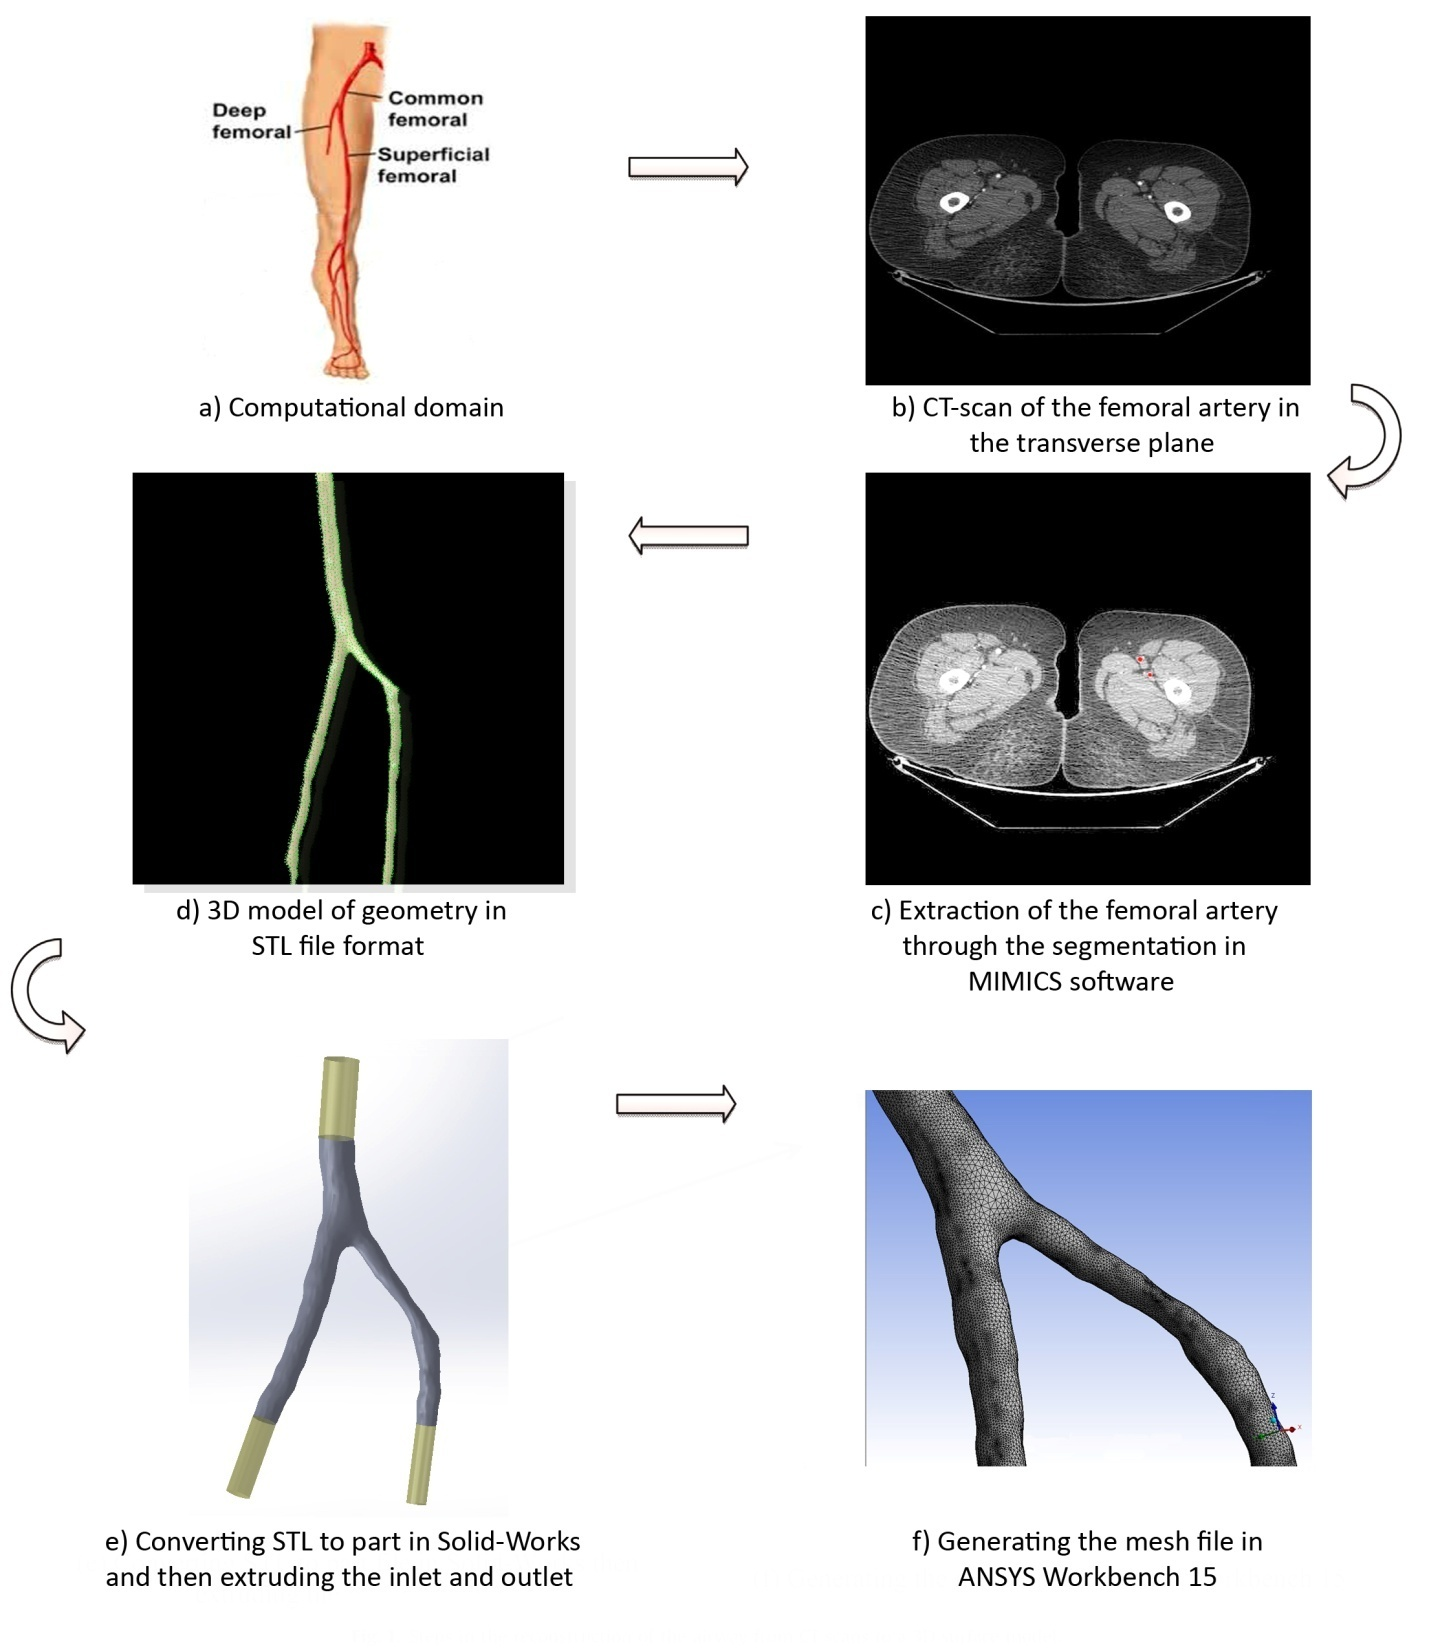 Deep
femoral
Common
femoral
Superficial
femoral
a) Computational domain
b) CT-scan of the femoral artery in
the transverse plane
d) 3D model of geometry in
STL file format
c) Extraction of the femoral artery
through the segmentation in
MIMICS software
Z
X
e) Converting STL to part in Solid-Works
and then extruding the inlet and outlet
f) Generating the mesh file in
ANSYS Workbench 15